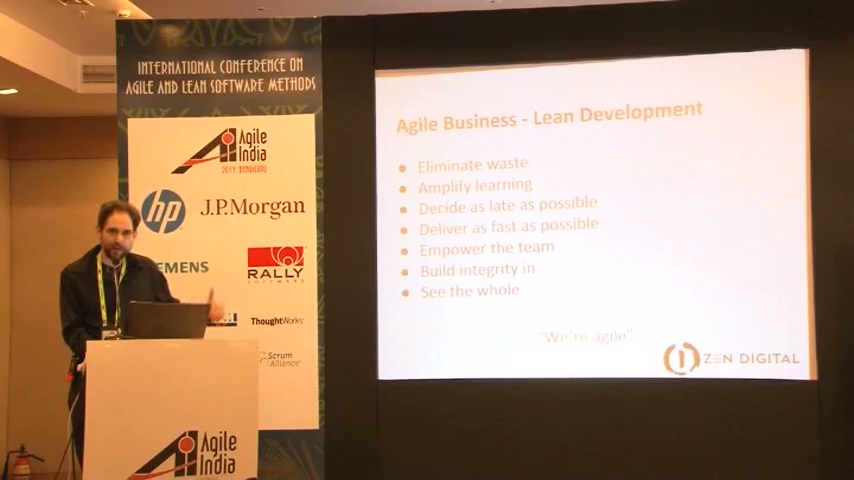 INTERNATIONAL CONFERENCE ON
AGILE AND LEAN SOFTWARE METHODS
Agile
India
hp
J.P.Morgan
EMENS
RALLY
SOFTWARE
ThoughtWorks
Scrum
Alliance
Agile
India
Agile Business - Lean Development
● Eliminate waste
● Amplify learning
● Decide as late as possible
● Deliver as fast as possible
● Empower the team
● Build integrity in
● See the whole
"We're agile"
ZEN DIGITAL